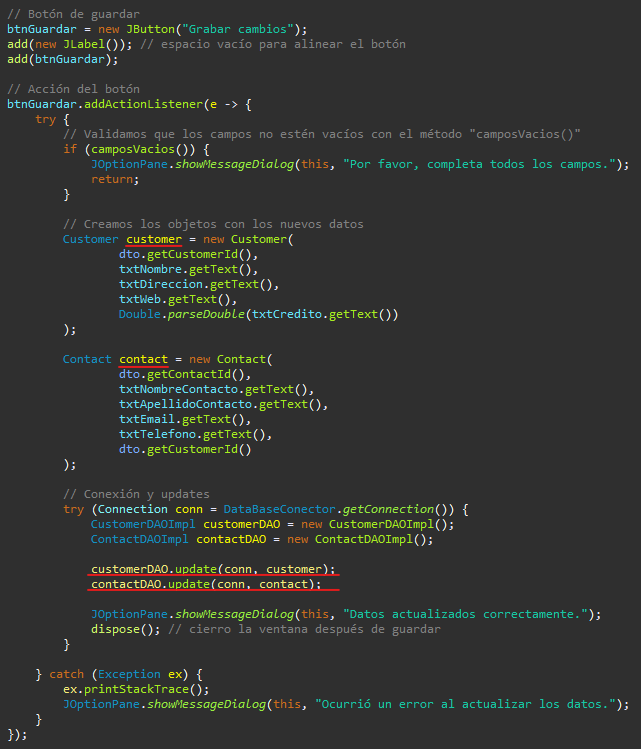 // Botón de guardar
btnGuardar = new JButton("Grabar cambios");
add(new JLabel()); // espacio vacío para alinear el botón
add(btnGuardar);

// Acción del botón
btnGuardar.addActionListener(e -> {
    try {
        // Validamos que los campos no estén vacíos con el método "camposVacios()"
        if (camposVacios()) {
            JOptionPane.showMessageDialog(this, "Por favor, completa todos los campos.");
            return;
        }

        // Creamos los objetos con los nuevos datos
        Customer customer = new Customer(
                dto.getCustomerId(),
                txtNombre.getText(),
                txtDireccion.getText(),
                txtWeb.getText(),
                Double.parseDouble(txtCredito.getText())
        );

        Contact contact = new Contact(
                dto.getContactId(),
                txtNombreContacto.getText(),
                txtApellidoContacto.getText(),
                txtEmail.getText(),
                txtTelefono.getText(),
                dto.getCustomerId()
        );

        // Conexión y updates
        try (Connection conn = DataBaseConector.getConnection()) {
            CustomerDAOImpl customerDAO = new CustomerDAOImpl();
            ContactDAOImpl contactDAO = new ContactDAOImpl();

            customerDAO.update(conn, customer);
            contactDAO.update(conn, contact);

            JOptionPane.showMessageDialog(this, "Datos actualizados correctamente.");
            dispose(); // cierro la ventana después de guardar
        }

    } catch (Exception ex) {
        ex.printStackTrace();
        JOptionPane.showMessageDialog(this, "Ocurrió un error al actualizar los datos.");
    }
});